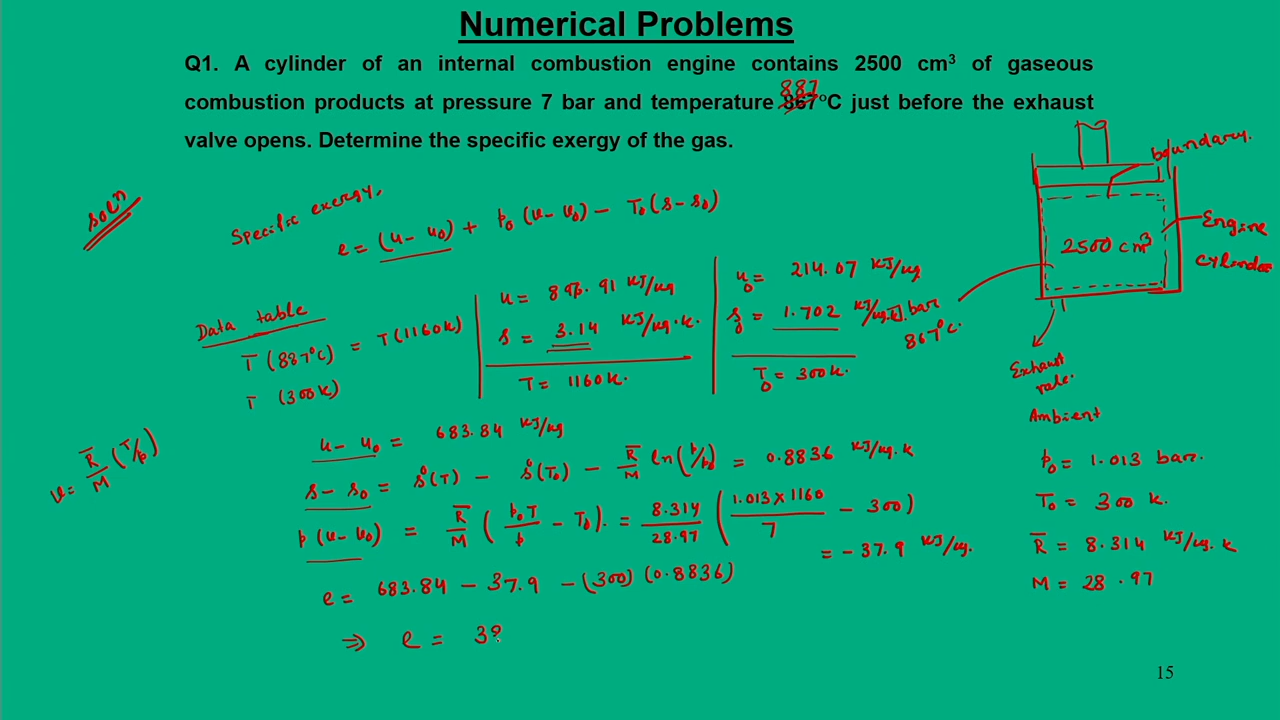 Numerical Problems
Q1. A cylinder of an internal combustion engine contains 2500 cm³ of gaseous
887
combustion products at pressure 7 bar and temperature 867°C just before the exhaust
valve opens. Determine the specific exergy of the gas.
Soln
Specific exergy,
e = (u - u₀) + p₀ (v - v₀) - T₀ (s - s₀)
Data table
T (887°C) = T (1160 k)
T (300 k)
u = 896.91 KJ/kg
s = 3.14 KJ/kg.k.
T = 1160 k.
u₀ = 214.07 KJ/kg
s₀ = 1.702 KJ/kg.k
T₀ = 300 k.
boundary.
2500 cm³
Engine
cylinder
7 bar
867°C.
Exhaust
Ambient
p₀ = 1.013 bar.
T₀ = 300 k.
R̄ = 8.314 KJ/kg.k
M = 28.97
v = R̄/M (T/p)
u - u₀ = 683.84 KJ/kg
s - s₀ = s°(T) - s°(T₀) - R̄/M ln(p/p₀) = 0.8836 KJ/kg.k
p (v - v₀) = R̄/M (p₀T/p - T₀) = 8.314/28.97 (1.013 x 1160/7 - 300)
= - 37.9 KJ/kg.
e = 683.84 - 37.9 - (300) (0.8836)
⇒ e = 38
15